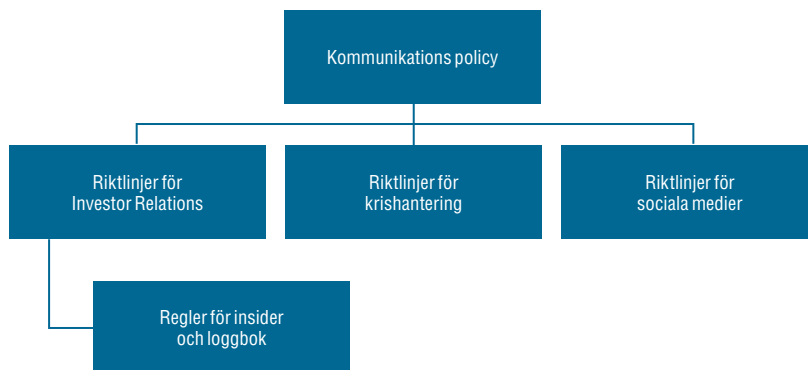 Kommunikations policy
Riktlinjer för
Investor Relations
Riktlinjer för
krishantering
Riktlinjer för
sociala medier
Regler för insider
och loggbok